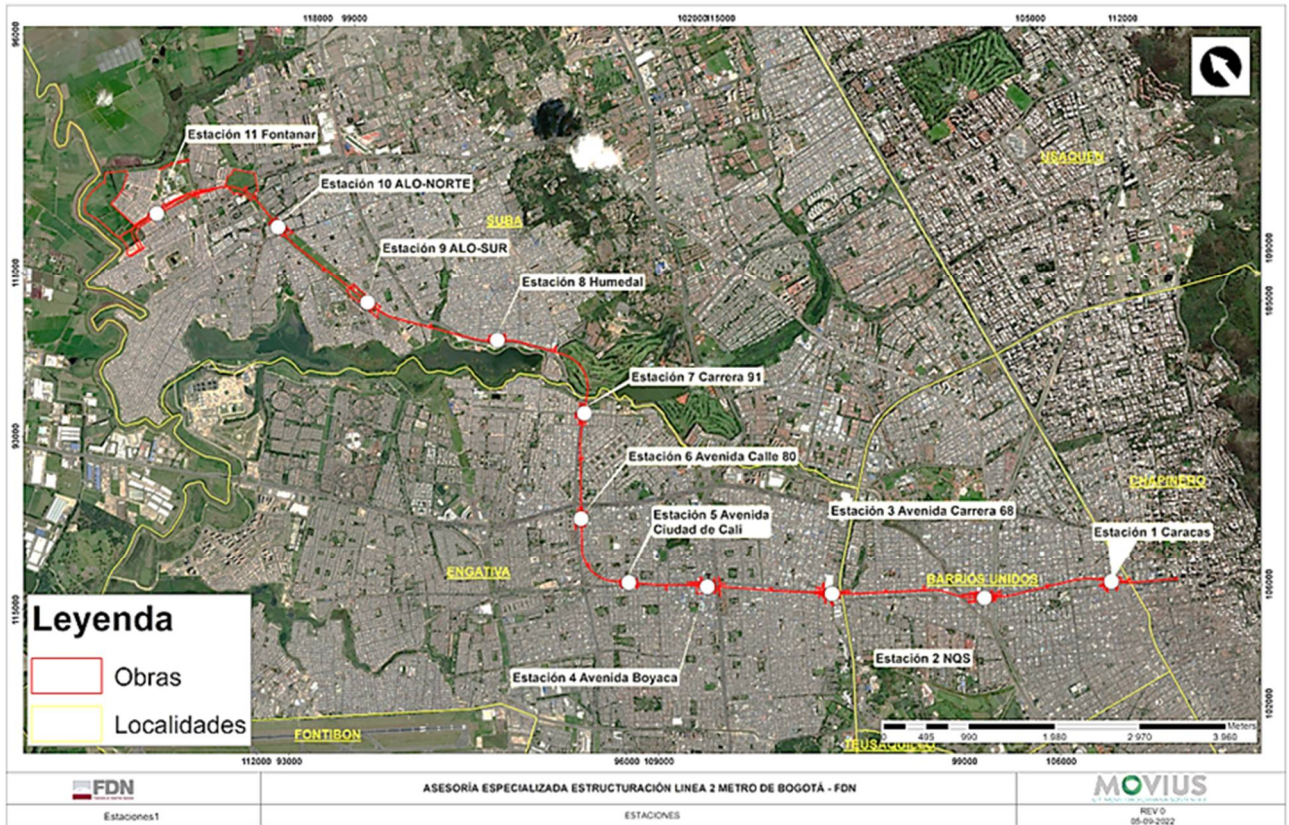 118000 99000
102000 115000
105000
112000
96000
Estación 11 Fontanar
Estación 10 ALO-NORTE
USAQUEN
SUBA
Estación 9 ALO-SUR
Estación 8 Humedal
118000
109000
105000
Estación 7 Carrera 91
93000
Estación 6 Avenida Calle 80
CHAPINERO
Estación 5 Avenida
Ciudad de Cali
Estación 3 Avenida Carrera 68
Estación 1 Caracas
ENGATIVA
BARRIOS UNIDOS
115000
106000
Leyenda
Obras
Localidades
Estación 2 NQS
Estación 4 Avenida Boyaca
102000
FONTIBON
TEUSAQUILLO
0 495 990 1 980 2 970 3 960
Meters
112000 93000
96000 109000
99000
106000
FDN
ASESORÍA ESPECIALIZADA ESTRUCTURACIÓN LINEA 2 METRO DE BOGOTÁ - FDN
MOVIUS
Estaciones1
ESTACIONES
REV 0
05-09-2022